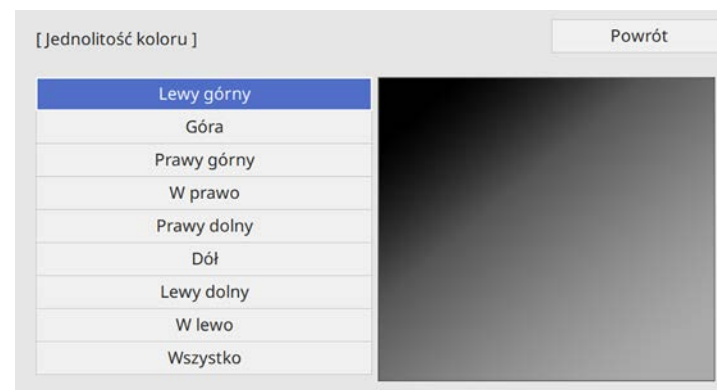 [ Jednolitość koloru ]
Powrót
Lewy górny
Góra
Prawy górny
W prawo
Prawy dolny
Dół
Lewy dolny
W lewo
Wszystko